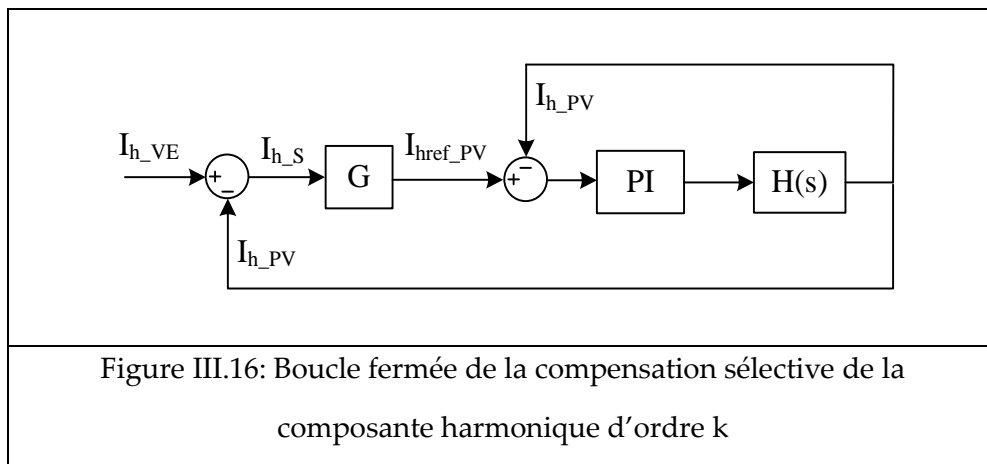 I_h_PV
I_h_VE
I_h_S
I_href_PV
+
-
G
+
-
PI
H(s)
I_h_PV
Figure III.16: Boucle fermée de la compensation sélective de la
composante harmonique d’ordre k